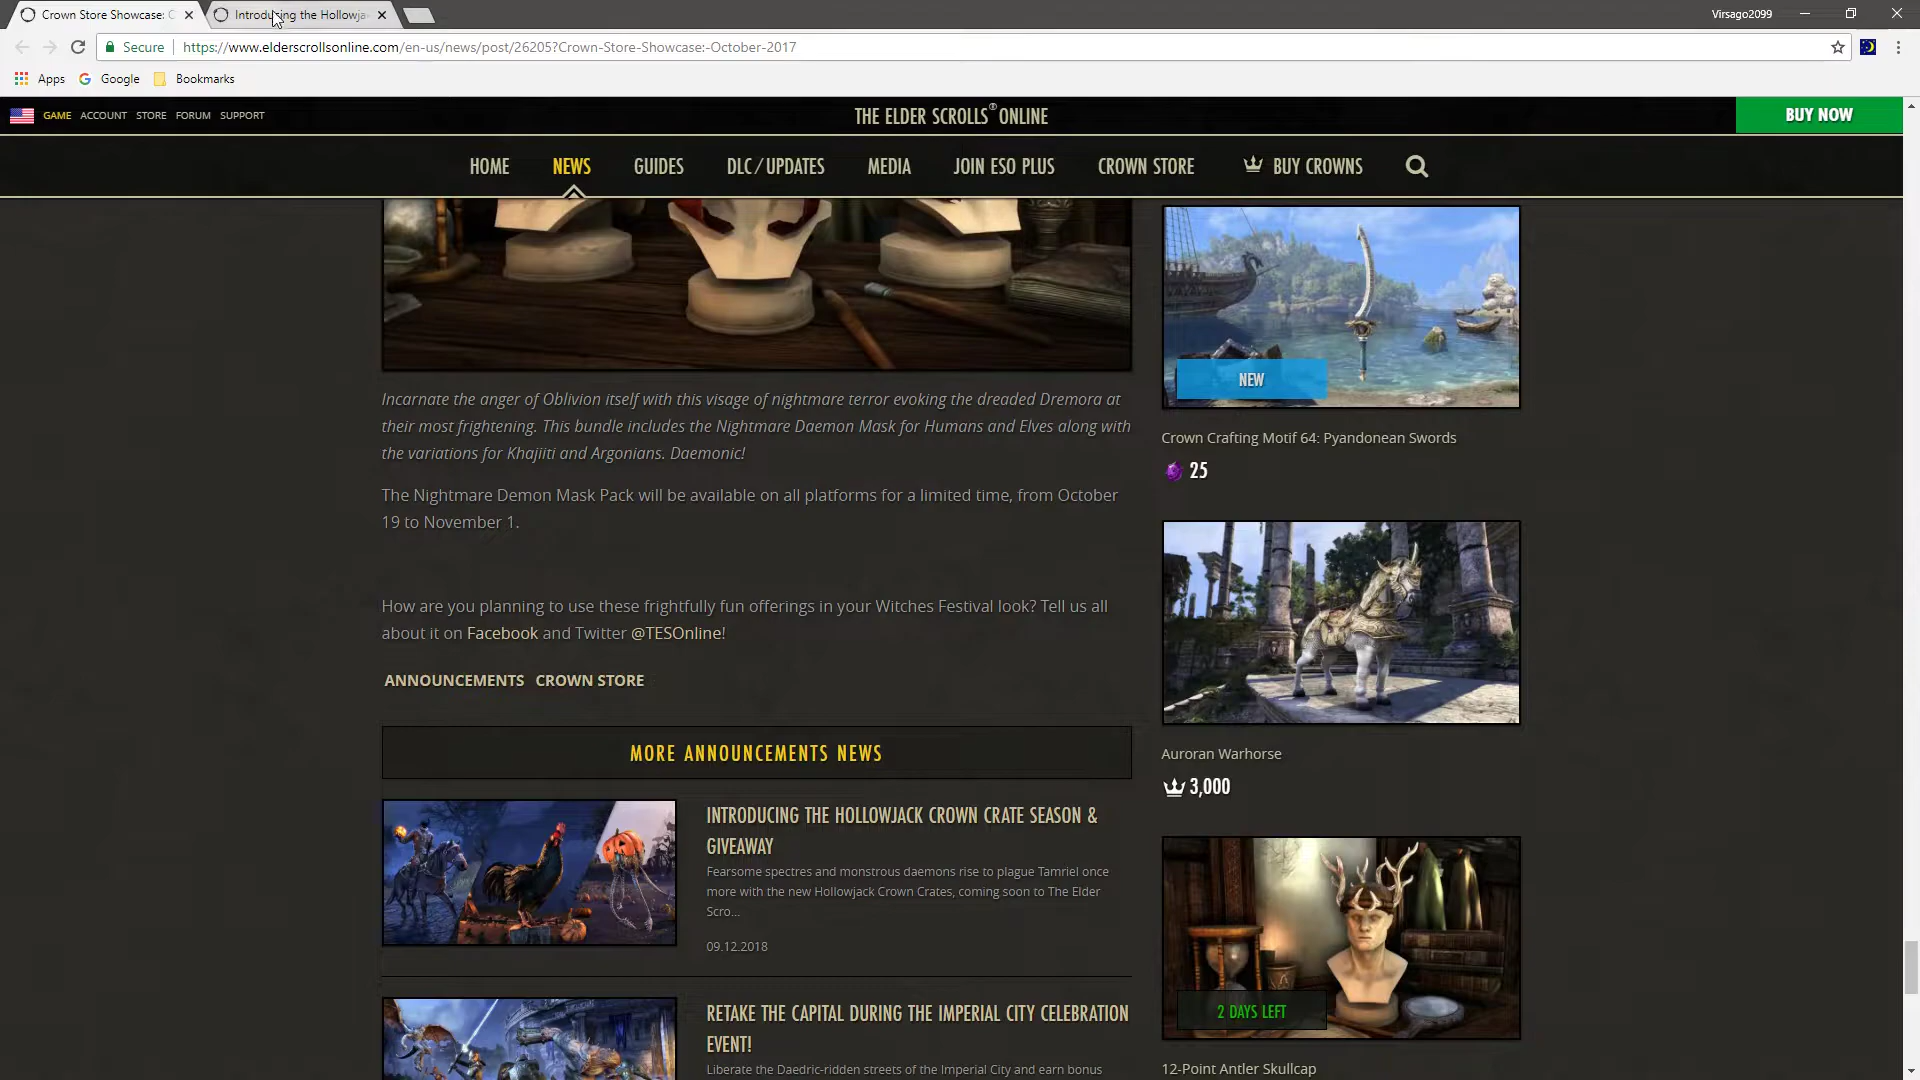 Crown Store Showcase: 
Introducing the Hollowja
Virsago2099
Secure
https://www.elderscrollsonline.com/en-us/news/post/26205?Crown-Store-Showcase:-October-2017
Apps Google Bookmarks
GAME ACCOUNT STORE FORUM SUPPORT
THE ELDER SCROLLS® ONLINE
BUY NOW
HOME NEWS GUIDES DLC/UPDATES MEDIA JOIN ESO PLUS CROWN STORE BUY CROWNS
Incarnate the anger of Oblivion itself with this visage of nightmare terror evoking the dreaded Dremora at
their most frightening. This bundle includes the Nightmare Daemon Mask for Humans and Elves along with
the variations for Khajiiti and Argonians. Daemonic!
The Nightmare Demon Mask Pack will be available on all platforms for a limited time, from October
19 to November 1.
How are you planning to use these frightfully fun offerings in your Witches Festival look? Tell us all
about it on Facebook and Twitter @TESOnline!
ANNOUNCEMENTS CROWN STORE
MORE ANNOUNCEMENTS NEWS
INTRODUCING THE HOLLOWJACK CROWN CRATE SEASON &
GIVEAWAY
Fearsome spectres and monstrous daemons rise to plague Tamriel once
more with the new Hollowjack Crown Crates, coming soon to The Elder
Scro...
09.12.2018
RETAKE THE CAPITAL DURING THE IMPERIAL CITY CELEBRATION
EVENT!
Liberate the Daedric-ridden streets of the Imperial City and earn bonus
NEW
Crown Crafting Motif 64: Pyandonean Swords
25
Auroran Warhorse
3,000
2 DAYS LEFT
12-Point Antler Skullcap